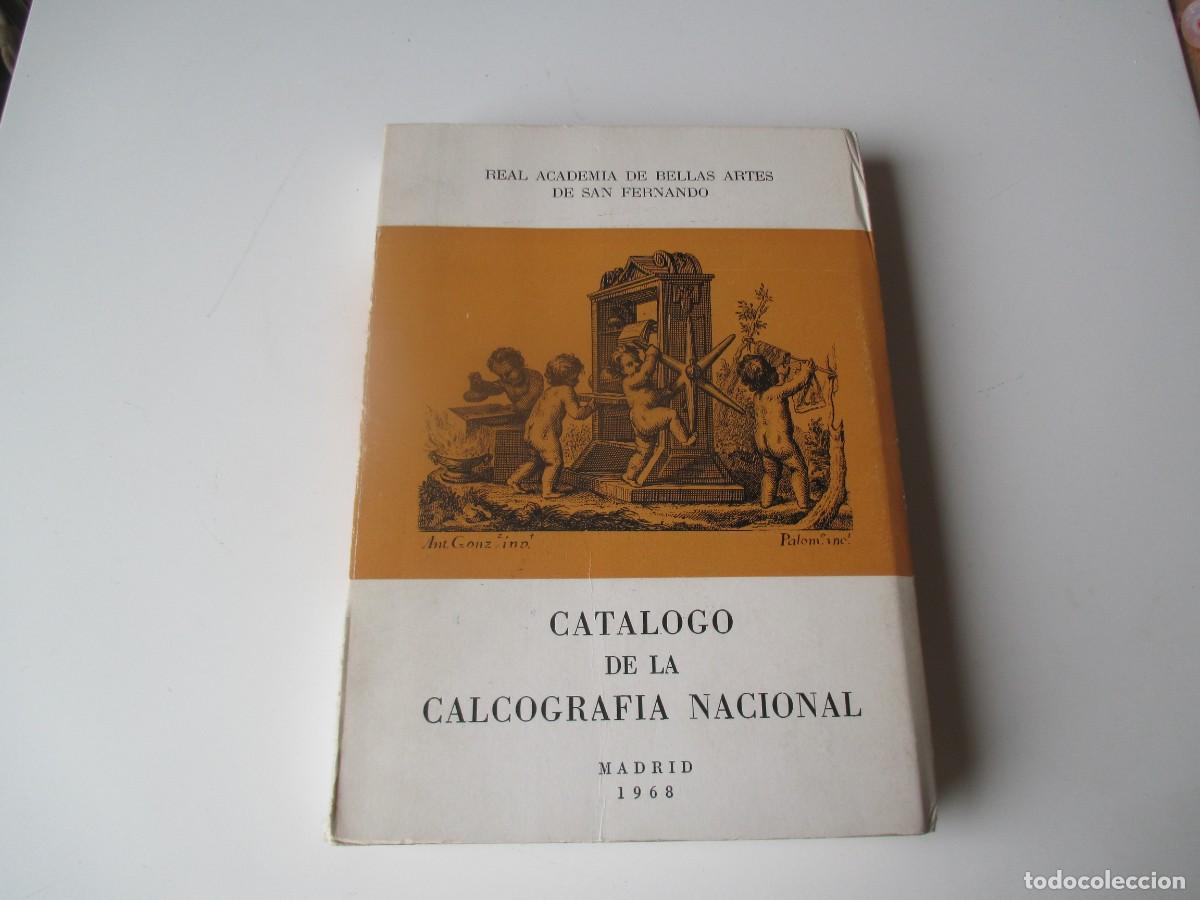 REAL ACADEMIA DE BELLAS ARTES
DE SAN FERNANDO
Ant. Gonz.z inv.t Palom.o inc.t
CATALOGO
DE LA
CALCOGRAFIA NACIONAL
MADRID
1968
todocoleccion